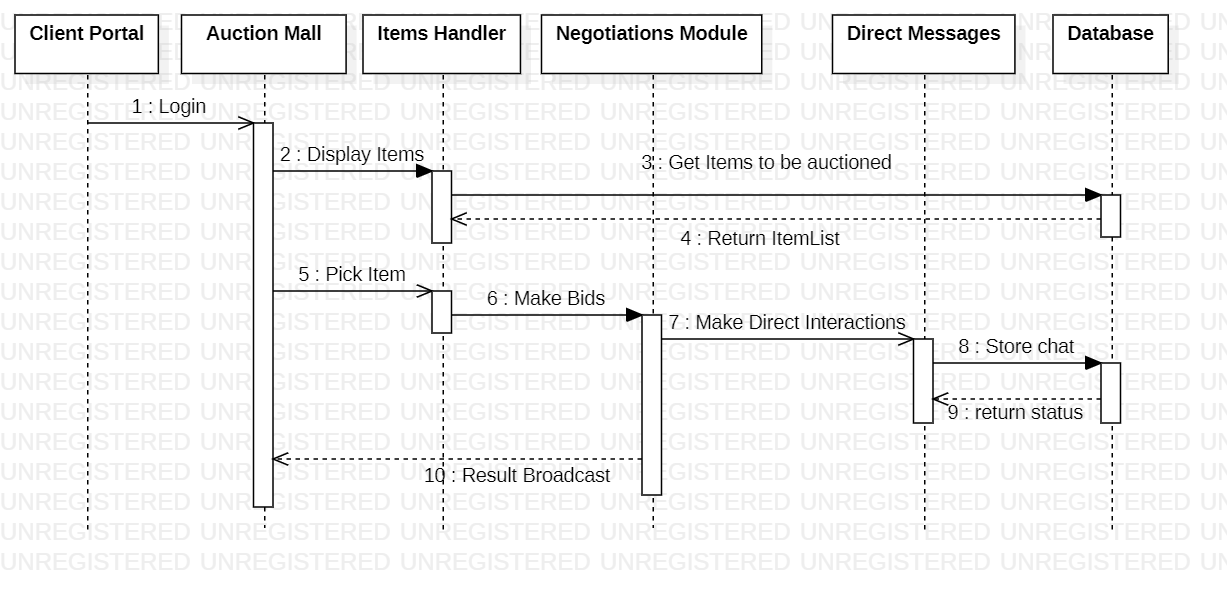 Client Portal
Auction Mall
Items Handler
Negotiations Module
Direct Messages
Database
1 : Login
2 : Display Items
3 : Get Items to be auctioned
4 : Return ItemList
5 : Pick Item
6 : Make Bids
7 : Make Direct Interactions
8 : Store chat
9 : return status
10 : Result Broadcast
UNREGISTERED